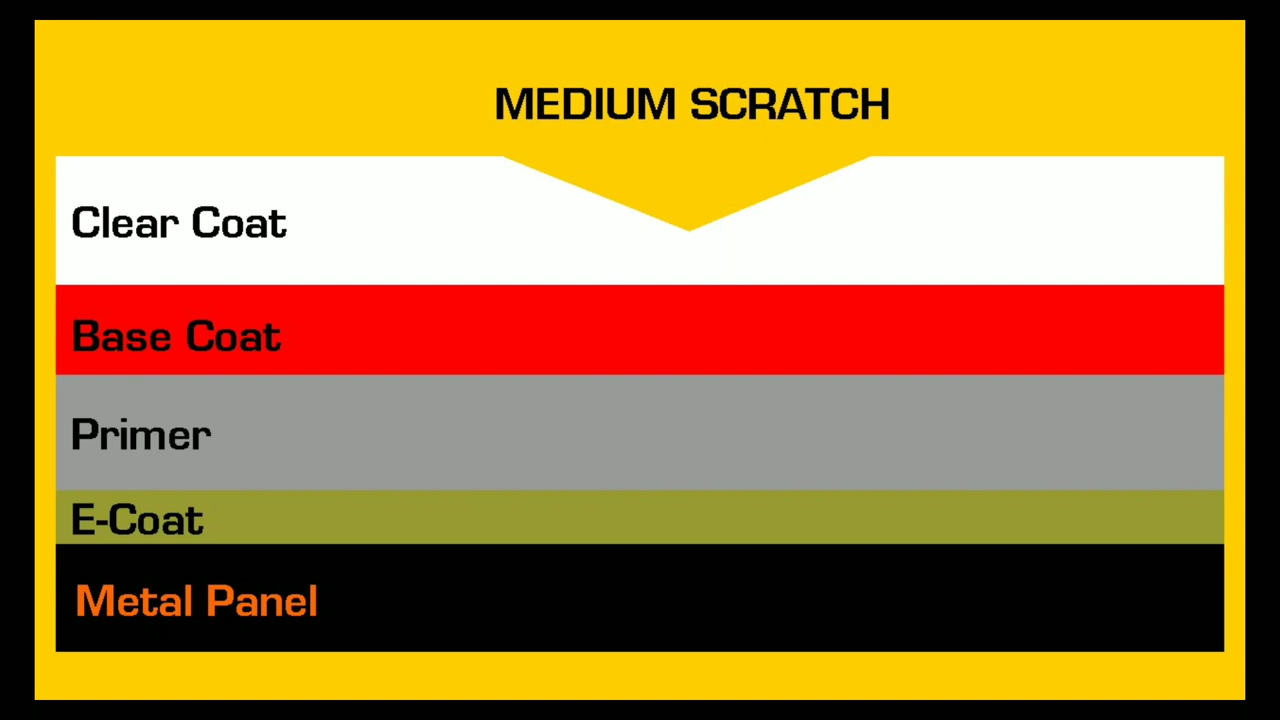 MEDIUM SCRATCH
Clear Coat
Base Coat
Primer
E-Coat
Metal Panel